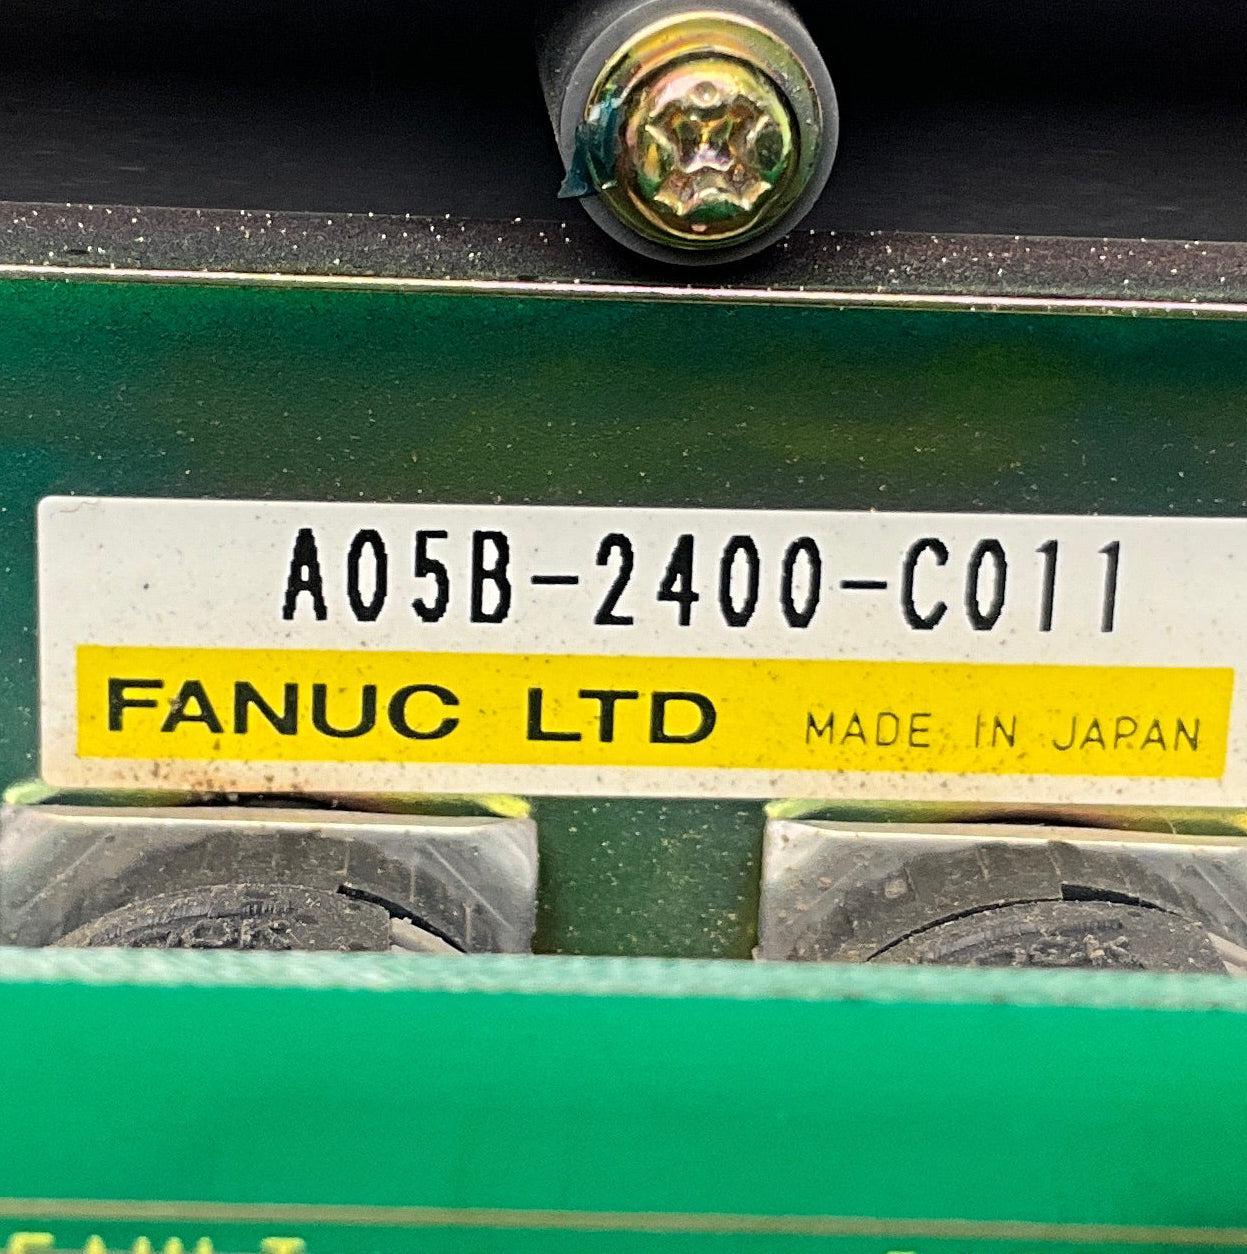 A05B-2400-C011
FANUC LTD MADE IN JAPAN